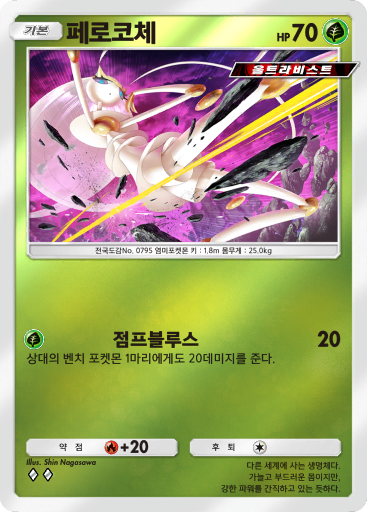 기본 페로코체 HP 70
울트라비스트
전국도감No. 0795 염미포켓몬 키 : 1.8m 몸무게 : 25.0kg
점프블루스 20
상대의 벤치 포켓몬 1마리에게도 20데미지를 준다.
약 점 +20 후 퇴
Illus. Shin Nagasawa
다른 세계에 사는 생명체다.
가늘고 부드러운 몸이지만,
강한 파워를 간직하고 있는 듯하다.